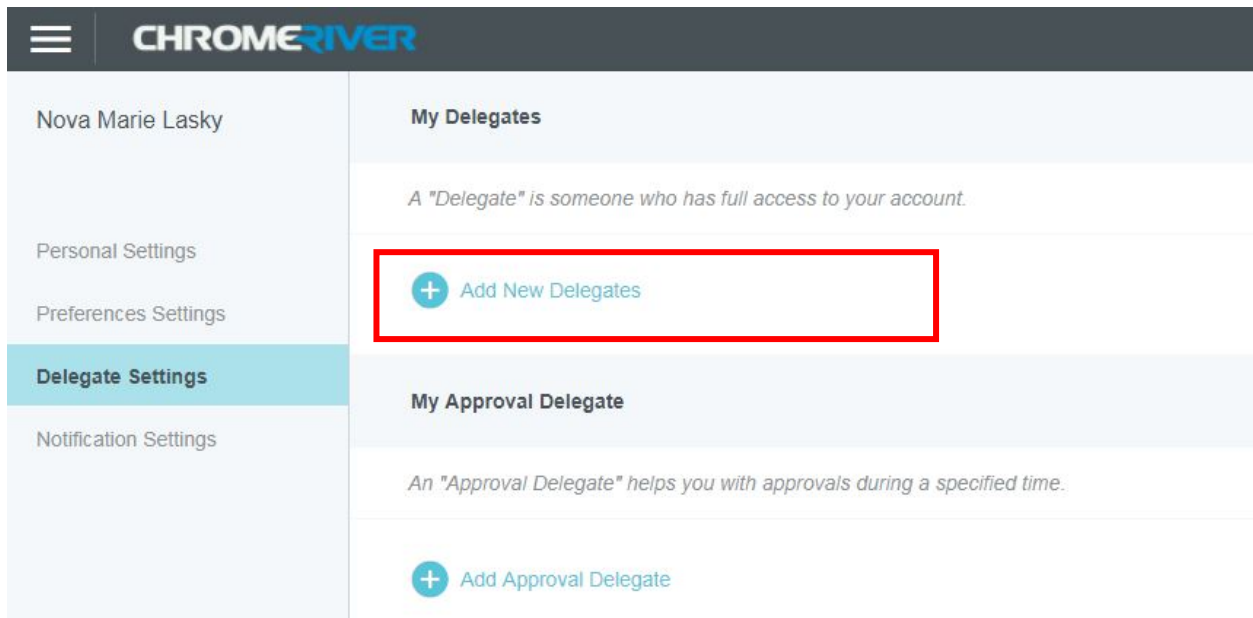 CHROMERIVER
Nova Marie Lasky
Personal Settings
Preferences Settings
Delegate Settings
Notification Settings
My Delegates
A "Delegate" is someone who has full access to your account.
Add New Delegates
My Approval Delegate
An "Approval Delegate" helps you with approvals during a specified time.
Add Approval Delegate